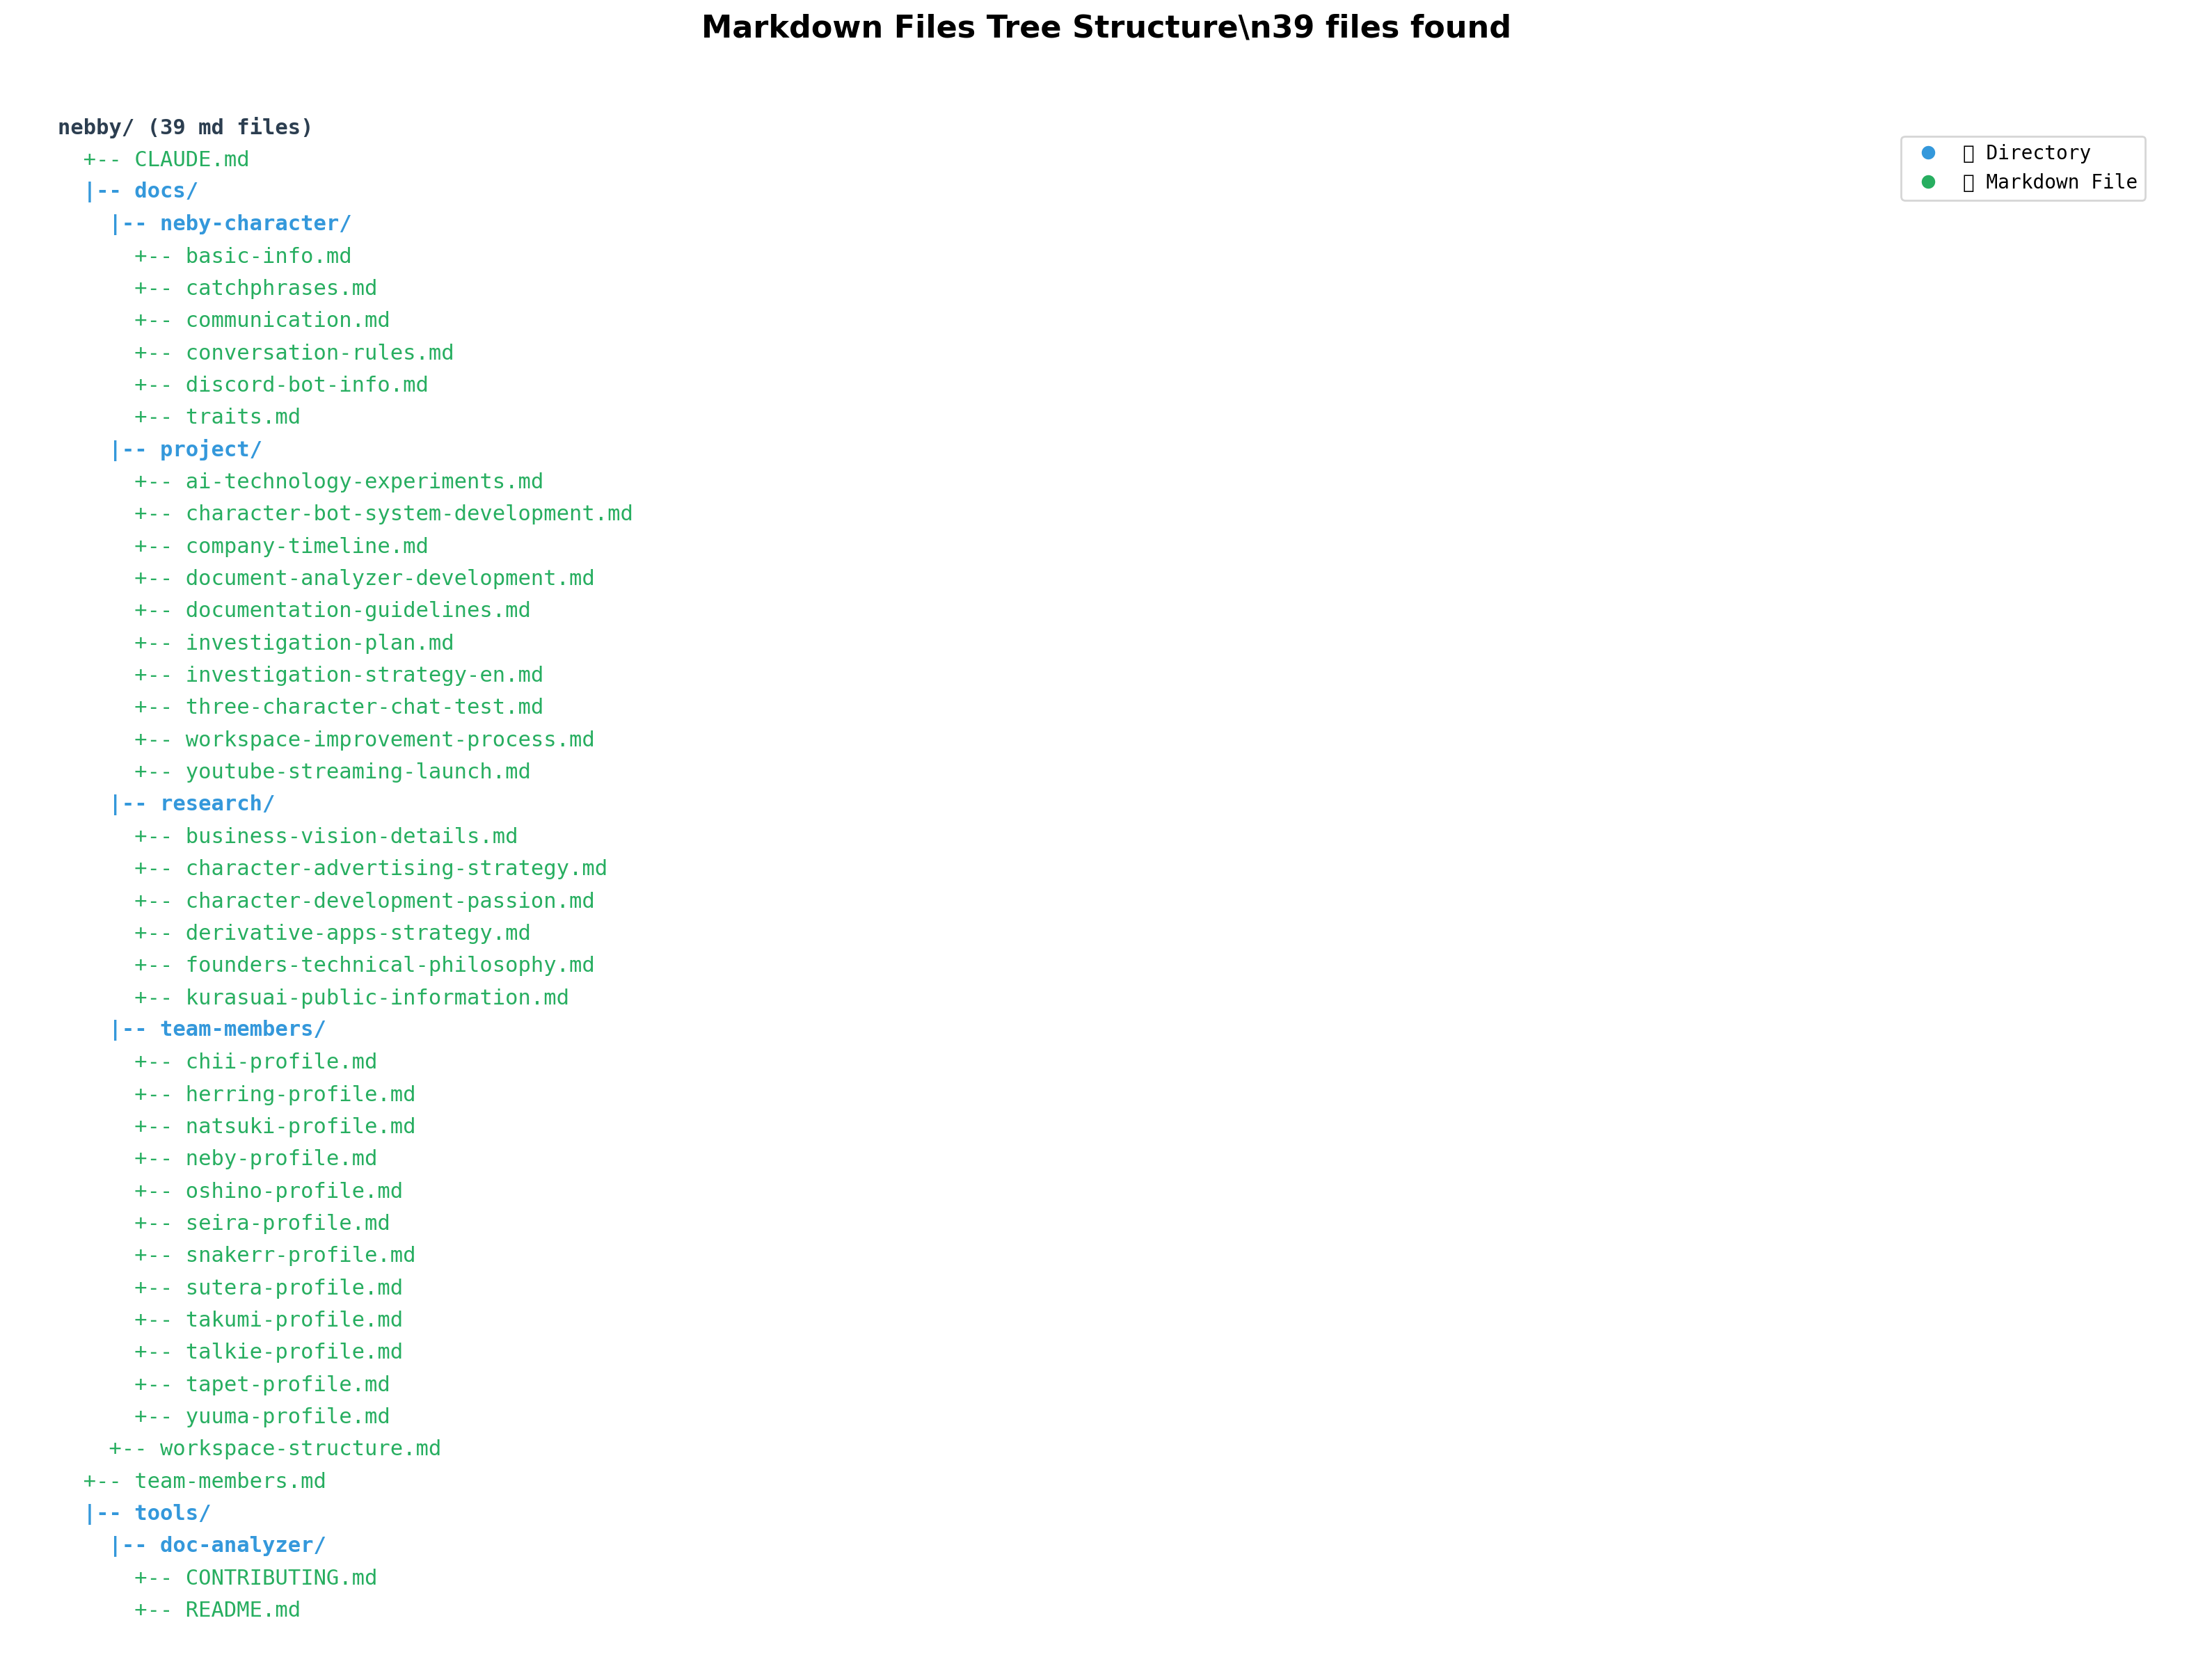 Markdown Files Tree Structure\n39 files found
nebby/ (39 md files)
+-- CLAUDE.md
|-- docs/
|-- neby-character/
+-- basic-info.md
+-- catchphrases.md
+-- communication.md
+-- conversation-rules.md
+-- discord-bot-info.md
+-- traits.md
|-- project/
+-- ai-technology-experiments.md
+-- character-bot-system-development.md
+-- company-timeline.md
+-- document-analyzer-development.md
+-- documentation-guidelines.md
+-- investigation-plan.md
+-- investigation-strategy-en.md
+-- three-character-chat-test.md
+-- workspace-improvement-process.md
+-- youtube-streaming-launch.md
|-- research/
+-- business-vision-details.md
+-- character-advertising-strategy.md
+-- character-development-passion.md
+-- derivative-apps-strategy.md
+-- founders-technical-philosophy.md
+-- kurasuai-public-information.md
|-- team-members/
+-- chii-profile.md
+-- herring-profile.md
+-- natsuki-profile.md
+-- neby-profile.md
+-- oshino-profile.md
+-- seira-profile.md
+-- snakerr-profile.md
+-- sutera-profile.md
+-- takumi-profile.md
+-- talkie-profile.md
+-- tapet-profile.md
+-- yuuma-profile.md
+-- workspace-structure.md
+-- team-members.md
|-- tools/
|-- doc-analyzer/
+-- CONTRIBUTING.md
+-- README.md
Directory
Markdown File